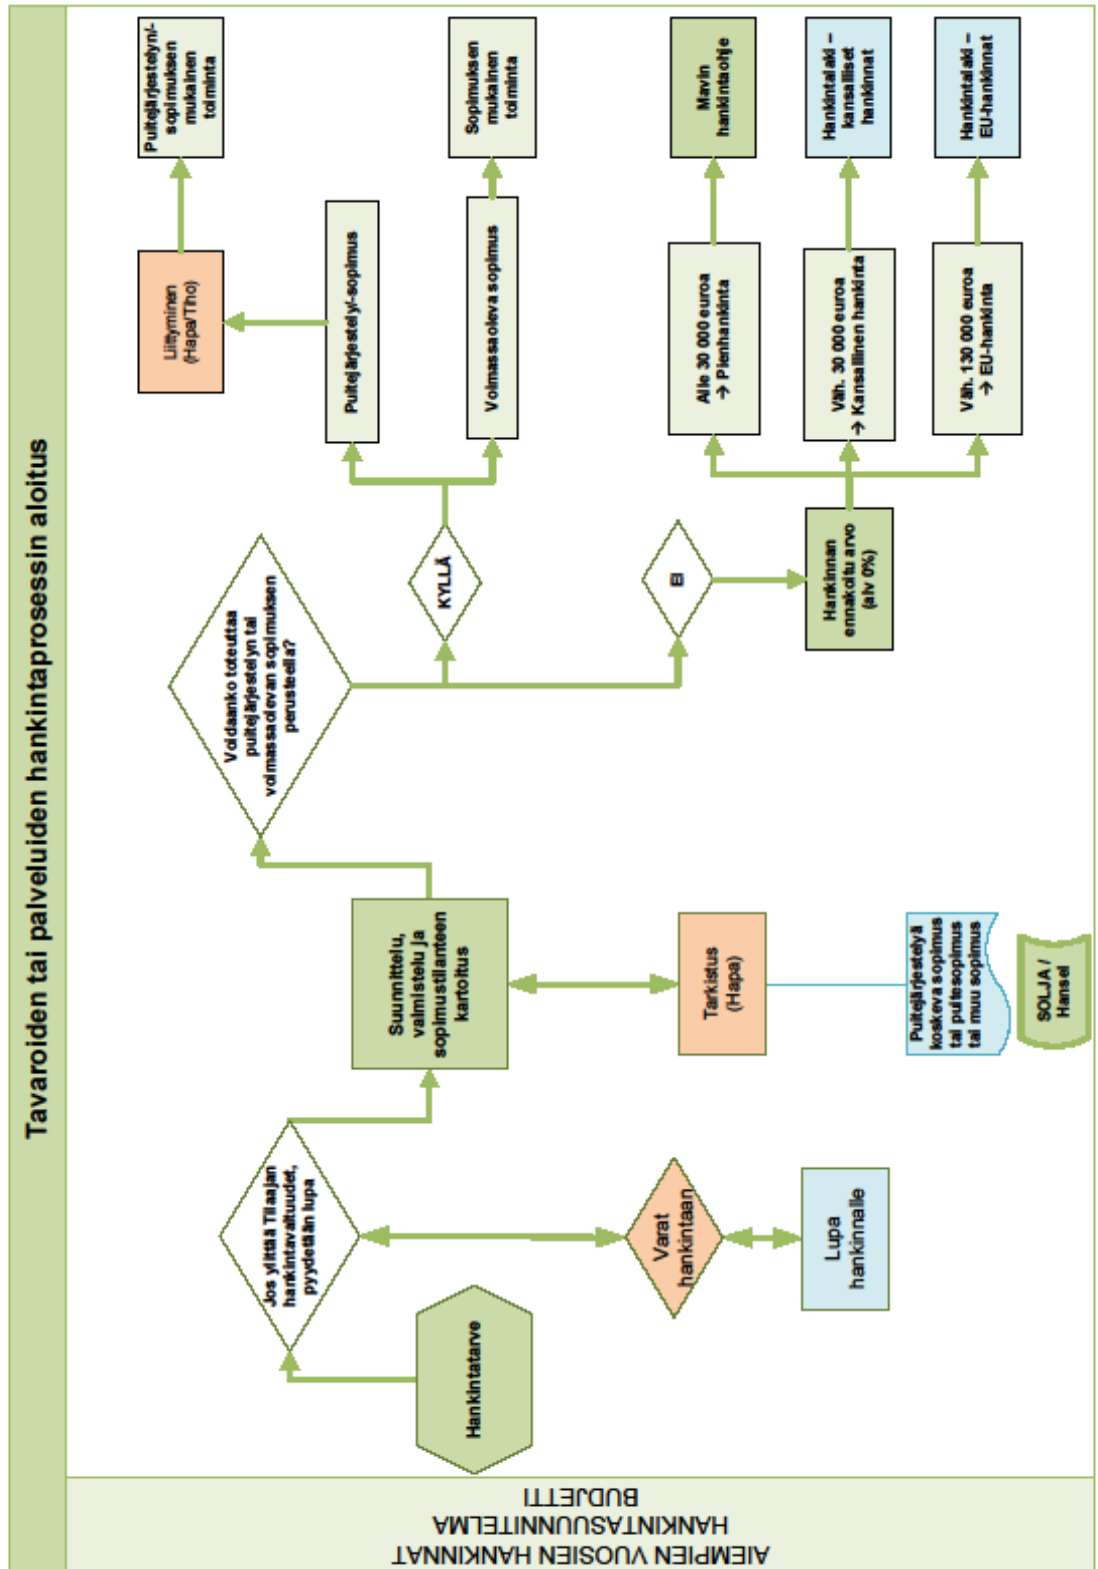 Tavaroiden tai palveluiden hankintaprosessin aloitus
AIEMPIEN VUOSIEN HANKINNAT
HANKINTASUUNNITELMA
BUDJETTI
Hankintatarve
Jos ylittää Tilaajan
hankintavaltuudet,
pyydetään lupa
Varat
hankintaan
Lupa
hankinnalle
Suunnittelu,
valmistelu ja
sopimustilanteen
kartoitus
Tarkistus
(Hapa)
Puitejärjestelyä
koskeva sopimus
tai puitesopimus
tai muu sopimus
SOLJA /
Hansel
Voidaanko toteuttaa
puitejärjestelyn tai
voimassaolevan sopimuksen
perusteella?
KYLLÄ
EI
Puitejärjestely/-sopimus
Liittyminen
(Hapa/Tiho)
Puitejärjestelyn/-
sopimuksen
mukainen
toiminta
Voimassaoleva sopimus
Sopimuksen
mukainen
toiminta
Hankinnan
ennakoitu arvo
(alv 0%)
Alle 30 000 euroa
→ Pienhankinta
Mavin
hankintaohje
Väh. 30 000 euroa
→ Kansallinen hankinta
Hankintalaki –
kansalliset
hankinnat
Väh. 130 000 euroa
→ EU-hankinta
Hankintalaki –
EU-hankinnat